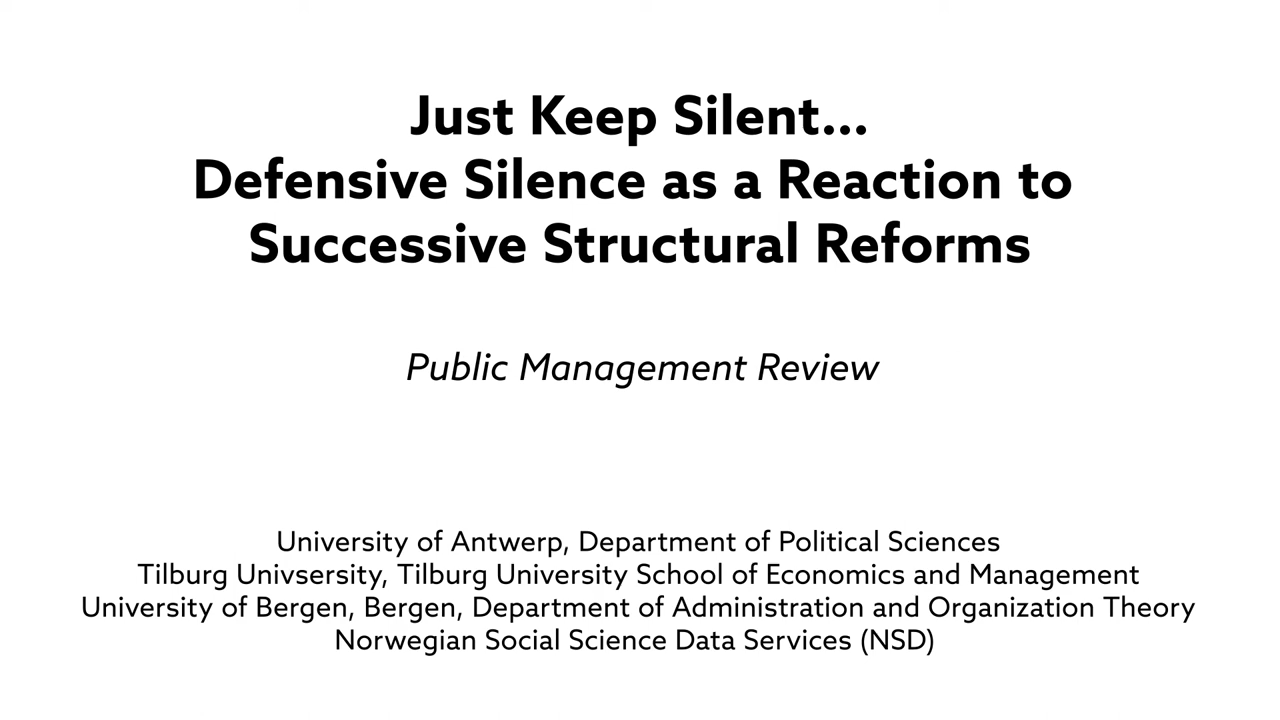 Just Keep Silent...
Defensive Silence as a Reaction to
Successive Structural Reforms
Public Management Review
University of Antwerp, Department of Political Sciences
Tilburg Univsersity, Tilburg University School of Economics and Management
University of Bergen, Bergen, Department of Administration and Organization Theory
Norwegian Social Science Data Services (NSD)